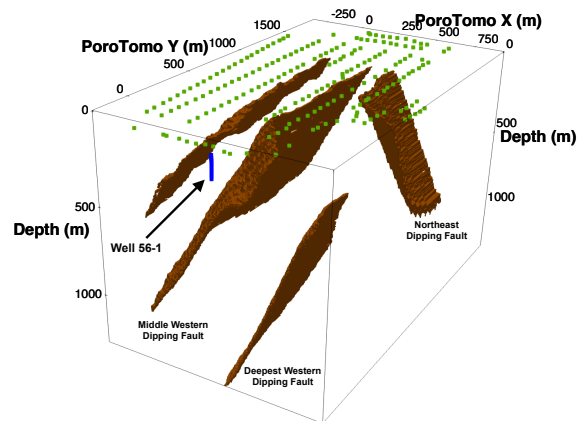 PoroTomo X (m)
-250
0
250
500
750
PoroTomo Y (m)
0
500
1000
1500
0
500
1000
Depth (m)
0
500
1000
Depth (m)
Well 56-1
Northeast
Dipping Fault
Middle Western
Dipping Fault
Deepest Western
Dipping Fault